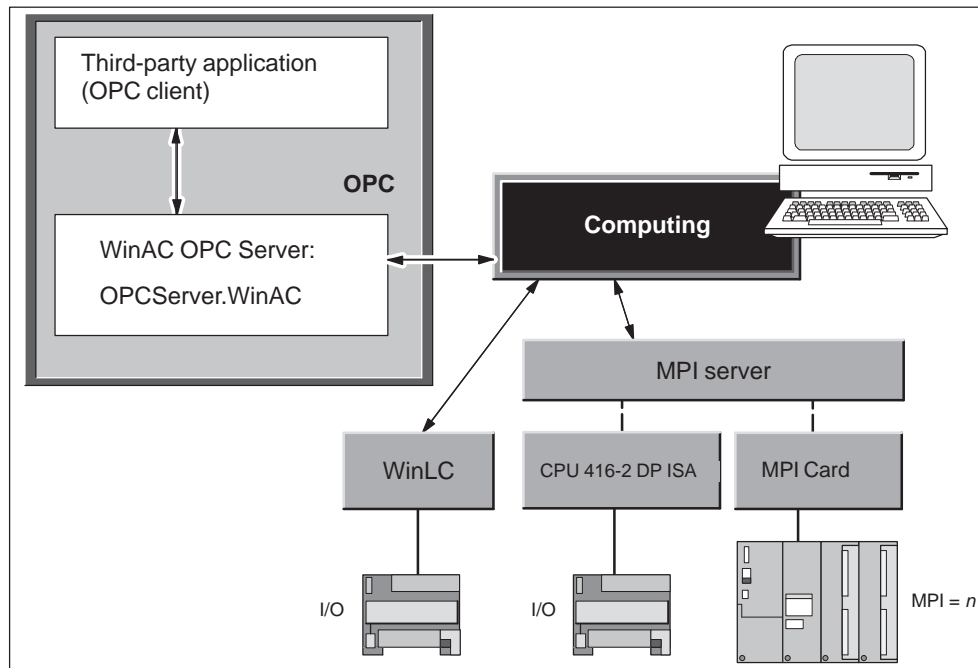 Third-party application
(OPC client)
OPC
WinAC OPC Server:
OPCServer.WinAC
Computing
MPI server
WinLC
CPU 416-2 DP ISA
MPI Card
I/O
I/O
MPI = n